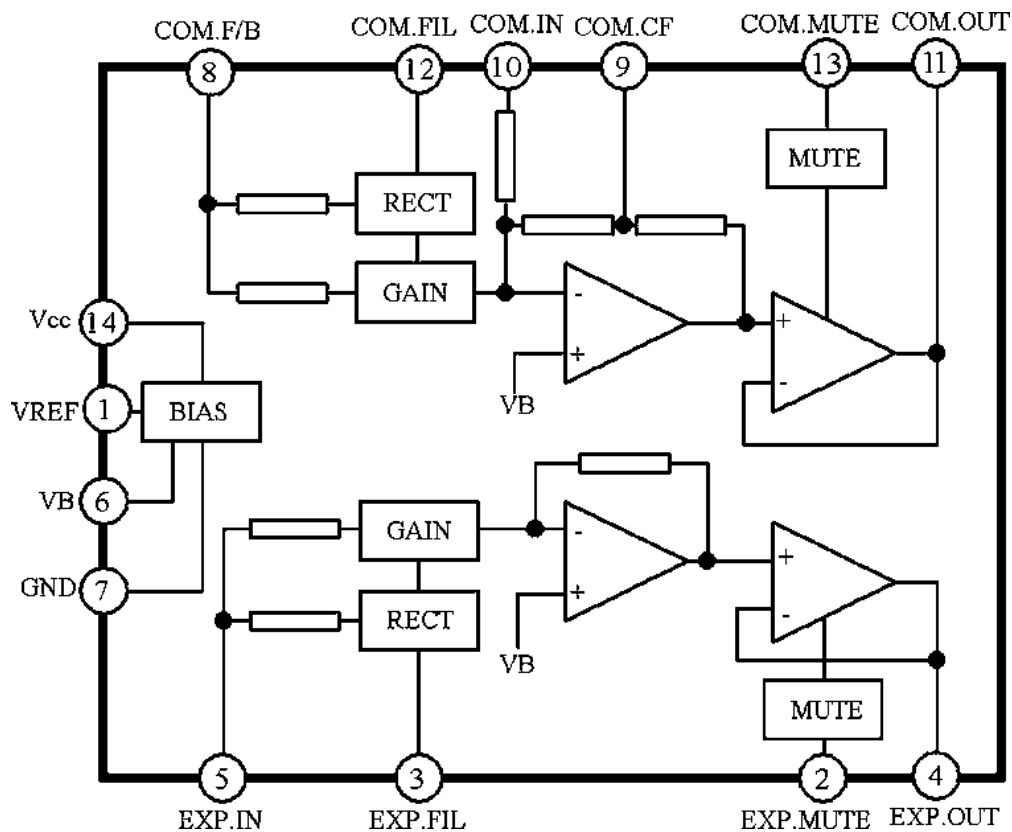 COM.F/B
COM.FIL
COM.IN
COM.CF
COM.MUTE
COM.OUT
8
12
10
9
13
11
MUTE
RECT
GAIN
-
+
VB
+
-
Vcc
14
VREF
1
BIAS
VB
6
GND
7
GAIN
RECT
-
+
VB
+
-
MUTE
5
3
2
4
EXP.IN
EXP.FIL
EXP.MUTE
EXP.OUT